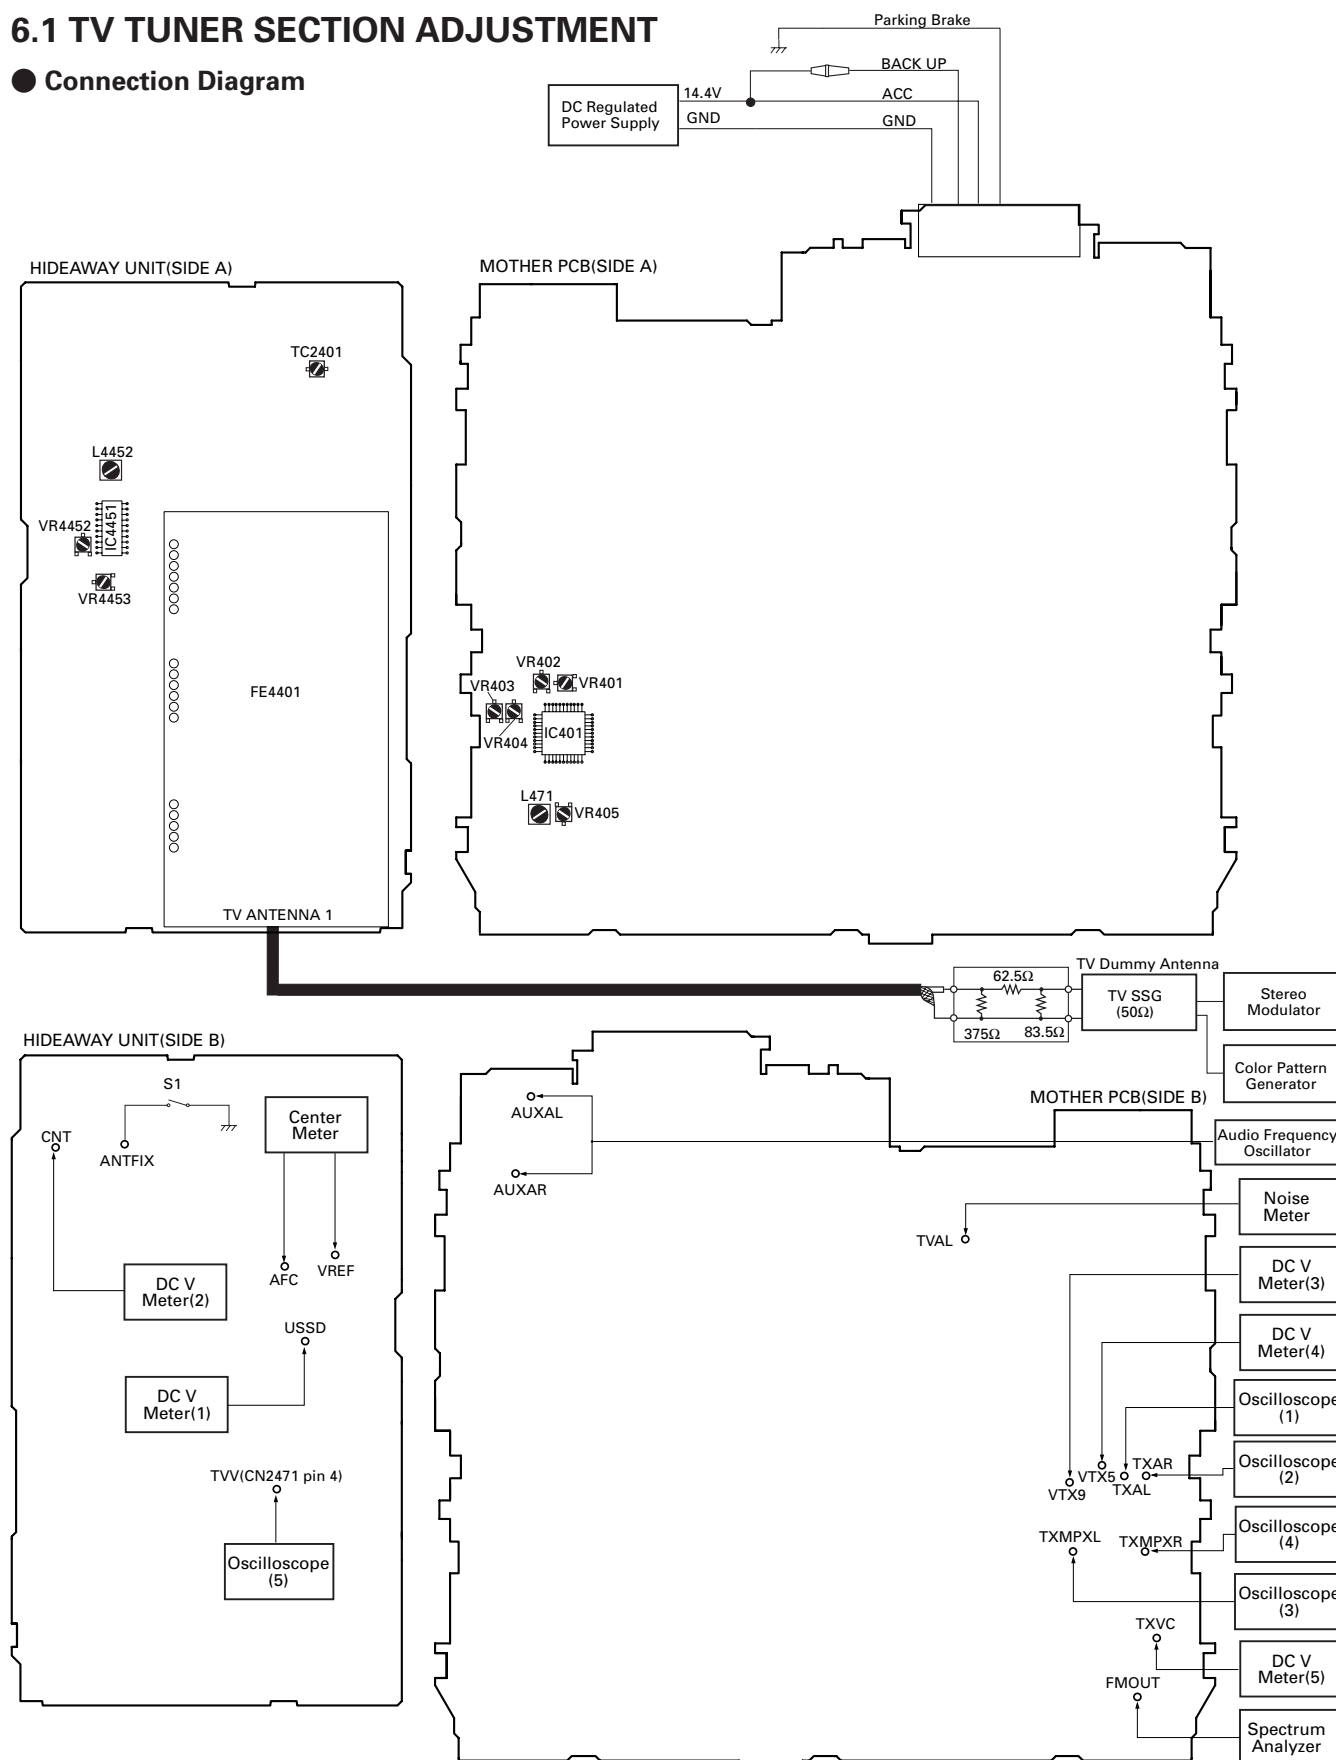 6.1 TV TUNER SECTION ADJUSTMENT
● Connection Diagram
Parking Brake
BACK UP
14.4V
ACC
DC Regulated
Power Supply
GND
GND
HIDEAWAY UNIT(SIDE A)
MOTHER PCB(SIDE A)
TC2401
L4452
IC4451
VR4452
VR4453
FE4401
TV ANTENNA 1
VR402
VR403
VR401
VR404
IC401
L471
VR405
TV Dummy Antenna
62.5Ω
375Ω
83.5Ω
TV SSG
(50Ω)
Stereo
Modulator
Color Pattern
Generator
HIDEAWAY UNIT(SIDE B)
S1
CNT
ANTFIX
Center
Meter
AFC
VREF
DC V
Meter(2)
USSD
DC V
Meter(1)
TVV(CN2471 pin 4)
Oscilloscope
(5)
MOTHER PCB(SIDE B)
AUXAL
AUXAR
Audio Frequency
Oscillator
Noise
Meter
TVAL
DC V
Meter(3)
DC V
Meter(4)
Oscilloscope
(1)
Oscilloscope
(2)
VTX9
VTX5
TXAL
TXAR
Oscilloscope
(4)
TXMPXL
TXMPXR
Oscilloscope
(3)
TXVC
DC V
Meter(5)
FMOUT
Spectrum
Analyzer